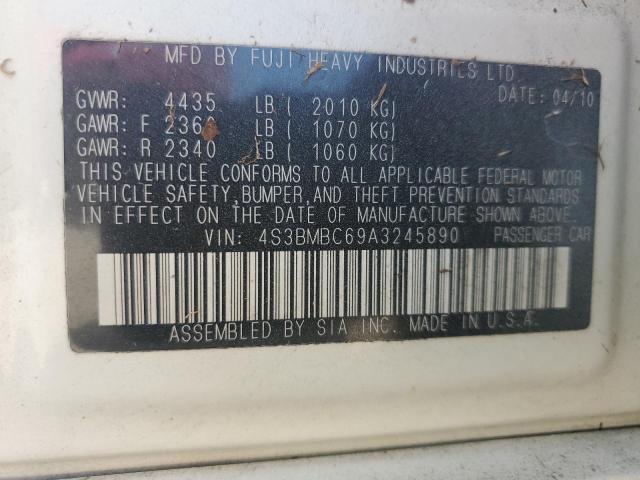 MFD BY FUJI HEAVY INDUSTRIES LTD.
DATE: 04/10
GVWR: 4435 LB ( 2010 KG)
GAWR: F 2360 LB ( 1070 KG)
GAWR: R 2340 LB ( 1060 KG)
THIS VEHICLE CONFORMS TO ALL APPLICABLE FEDERAL MOTOR
VEHICLE SAFETY, BUMPER, AND THEFT PREVENTION STANDARDS
IN EFFECT ON THE DATE OF MANUFACTURE SHOWN ABOVE.
VIN: 4S3BMBC69A3245890 PASSENGER CAR
ASSEMBLED BY SIA INC. MADE IN U.S.A.